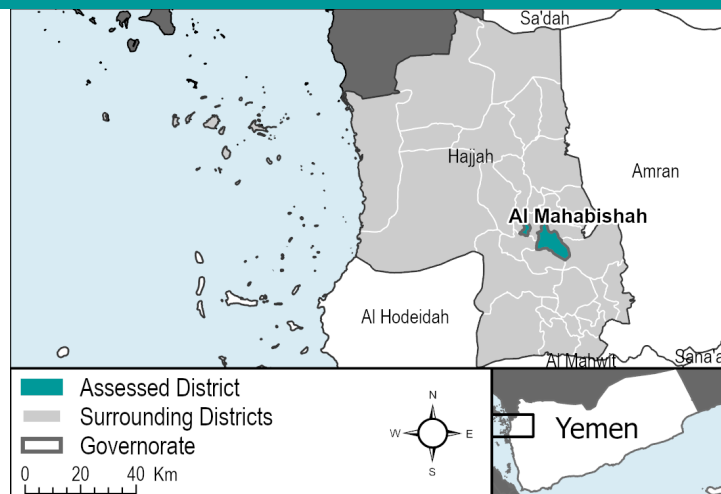 Sa'dah
Hajjah
Amran
Al Mahabishah
Al Hodeidah
Al Mahwit
Sana'a
Assessed District
Surrounding Districts
Governorate
0 20 40 Km
N
W E
S
Yemen